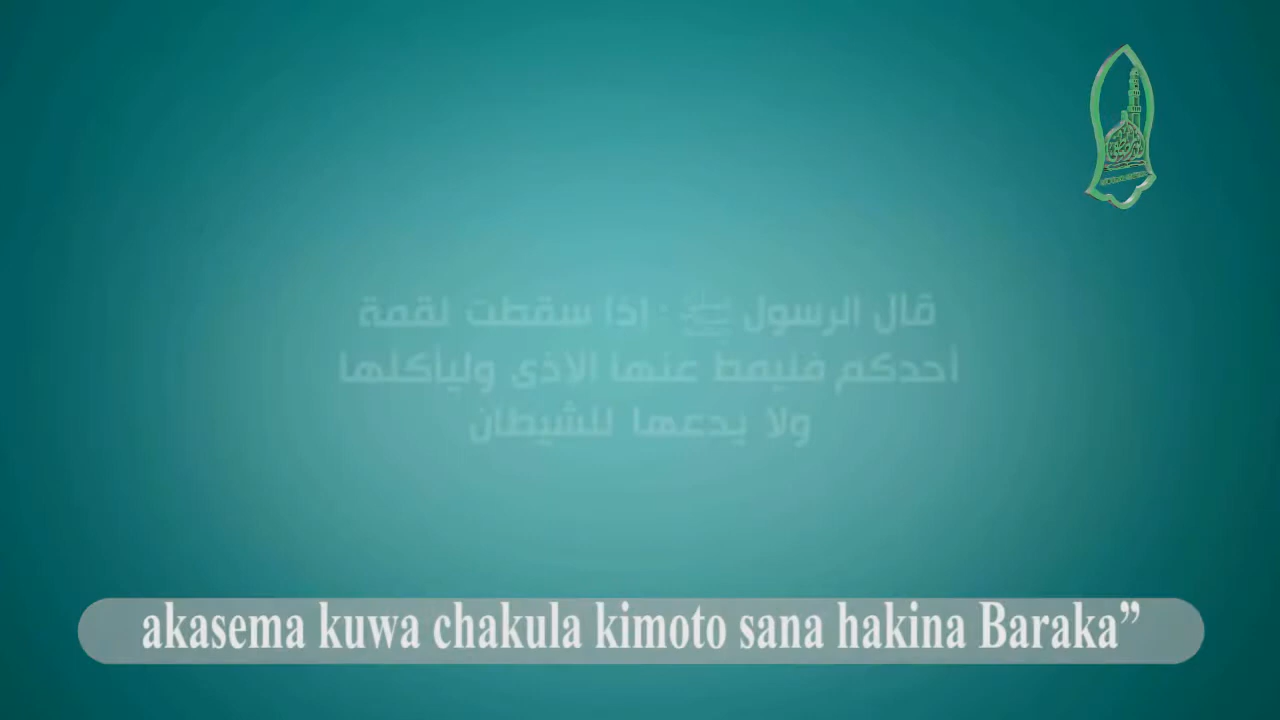 قال الرسول ﷺ : إذا سقطت لقمة
أحدكم فليمط عنها الاذى وليأكلها
ولا يدعها للشيطان
akasema kuwa chakula kimoto sana hakina Baraka”